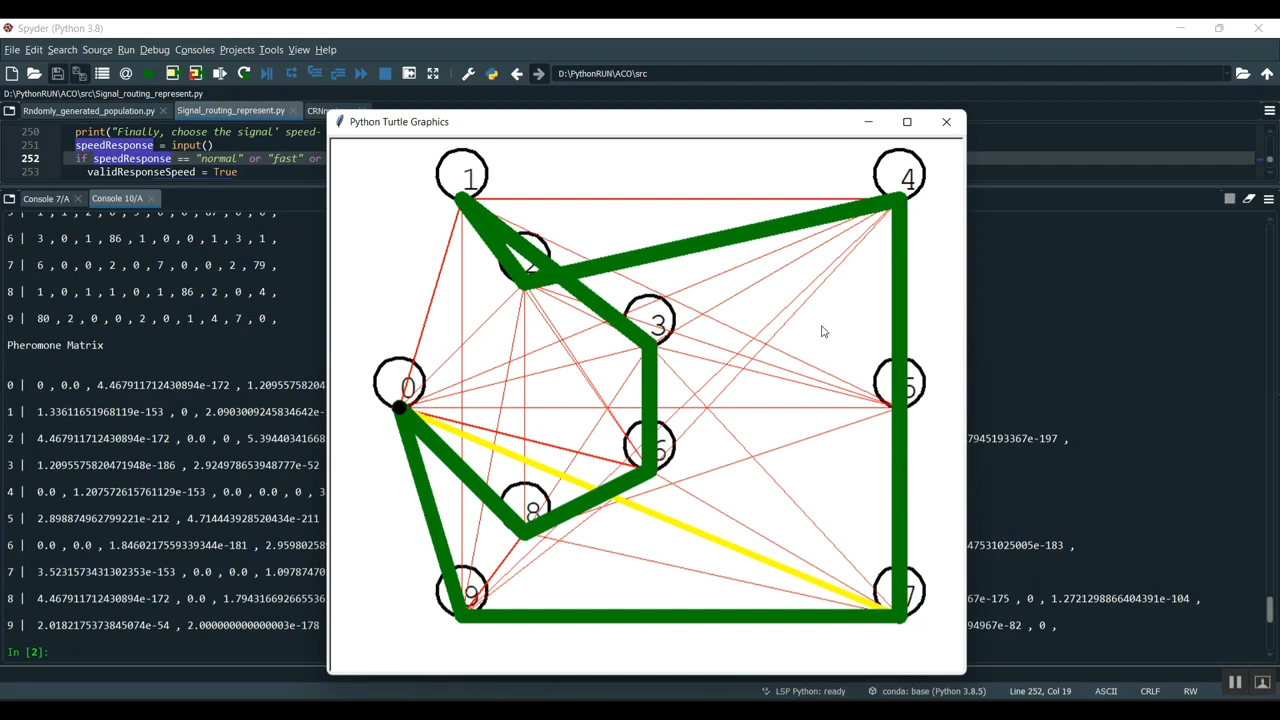 Spyder (Python 3.8)
File Edit Search Source Run Debug Consoles Projects Tools View Help
D:\PythonRUN\ACO\src
D:\PythonRUN\ACO\src\Signal_routing_represent.py
Rndomly_generated_population.py Signal_routing_represent.py
250 print("Finally, choose the signal' speed-
251 speedResponse = input()
252 if speedResponse == "normal" or "fast" or
253 validResponseSpeed = True
Console 7/A Console 10/A
6 | 3 , 0 , 1 , 86 , 1 , 0 , 0 , 1 , 3 , 1 ,
7 | 6 , 0 , 0 , 2 , 0 , 7 , 0 , 0 , 2 , 79 ,
8 | 1 , 0 , 1 , 1 , 0 , 1 , 86 , 2 , 0 , 4 ,
9 | 80 , 2 , 0 , 0 , 2 , 0 , 1 , 4 , 7 , 0 ,
Pheromone Matrix
0 | 0 , 0.0 , 4.467911712430894e-172 , 1.20955758204
1 | 1.33611651968119e-153 , 0 , 2.0903009245834642e-
2 | 4.467911712430894e-172 , 0.0 , 0 , 5.39440341668 7945193367e-197 ,
3 | 1.2095575820471948e-186 , 2.924978653948777e-52
4 | 0.0 , 1.207572615761129e-153 , 0.0 , 0.0 , 0 , 3
5 | 2.898874962799221e-212 , 4.714443928520434e-211
6 | 0.0 , 0.0 , 1.8460217559339344e-181 , 2.95980258 47531025005e-183 ,
7 | 3.5231573431302353e-153 , 0.0 , 0.0 , 1.09787470
8 | 4.467911712430892e-172 , 0.0 , 1.79431669266553 67e-175 , 0 , 1.2721298866404391e-104 ,
9 | 2.0182175373845074e-54 , 2.00000000000003e-178 94967e-82 , 0 ,
In [2]:
Python Turtle Graphics
1
4
2
3
0
5
6
8
9
7
LSP Python: ready conda: base (Python 3.8.5) Line 252, Col 19 ASCII CRLF RW